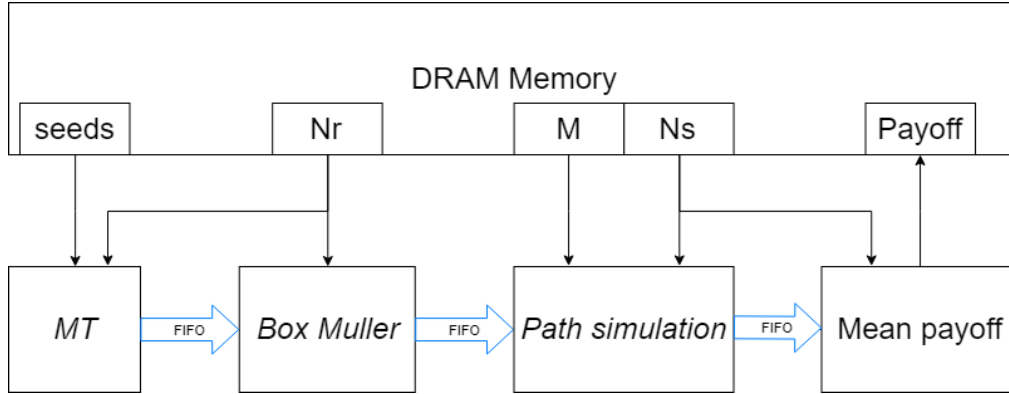 DRAM Memory
seeds
Nr
M
Ns
Payoff
MT
FIFO
Box Muller
FIFO
Path simulation
FIFO
Mean payoff